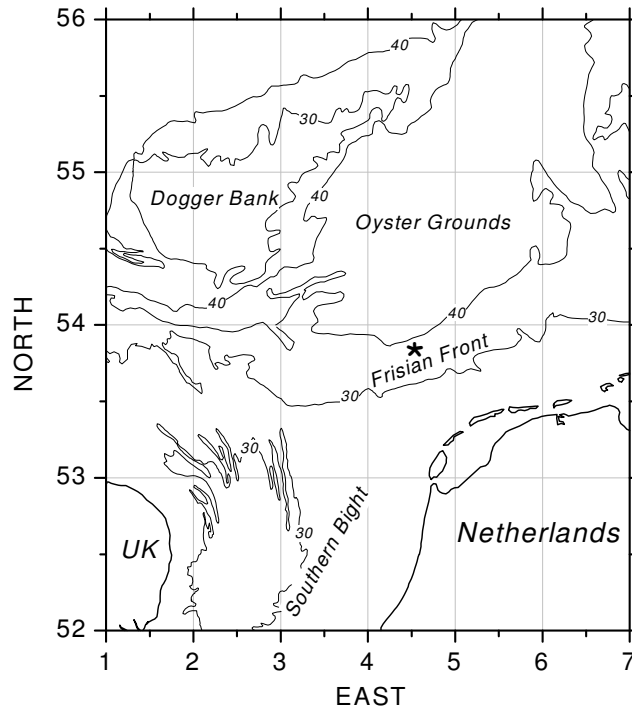 56
40
30
55
Dogger Bank
40
Oyster Grounds
NORTH
54
40
40
30
Frisian Front
30
53
30
30
UK
Southern Bight
Netherlands
52
1 2 3 4 5 6 7
EAST